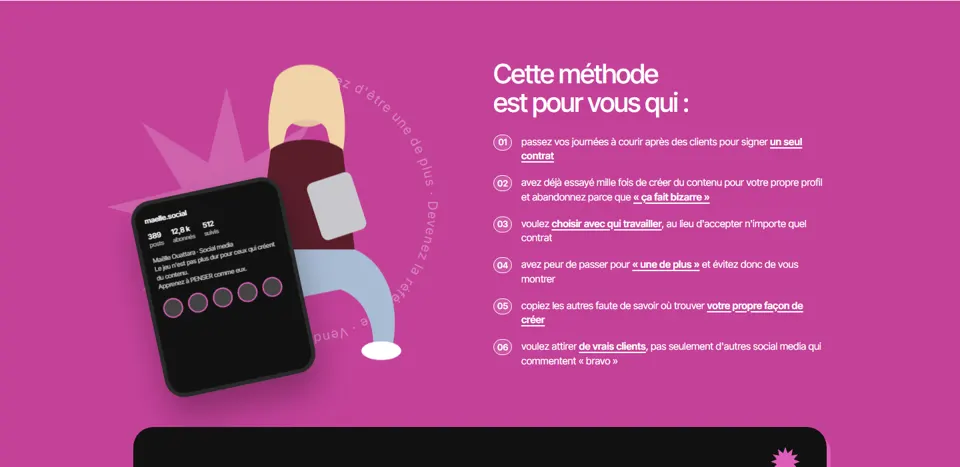 Cette méthode
est pour vous qui :
01 passez vos journées à courir après des clients pour signer un seul
contrat
02 avez déjà essayé mille fois de créer du contenu pour votre propre profil
et abandonnez parce que « ça fait bizarre »
03 voulez choisir avec qui travailler, au lieu d'accepter n'importe quel
contrat
04 avez peur de passer pour « une de plus » et évitez donc de vous
montrer
05 copiez les autres faute de savoir où trouver votre propre façon de
créer
06 voulez attirer de vrais clients, pas seulement d'autres social media qui
commentent « bravo »
d'être une de plus · Devenez la
maelle.social
389 12,8 k 512
posts abonnés suivis
Maëlle Ouattara · Social media
Le jeu n'est pas plus dur pour ceux qui créent
du contenu.
Apprenez à PENSER comme eux.